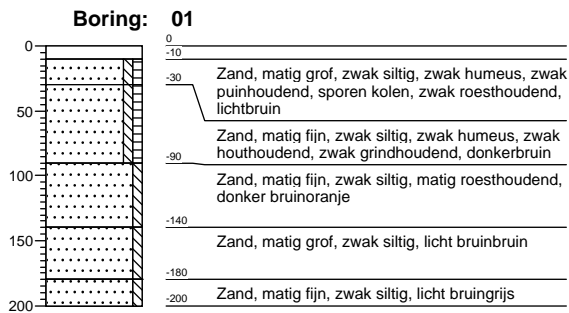 Boring: 01
0
0
-10
-30
Zand, matig grof, zwak siltig, zwak humeus, zwak
puinhoudend, sporen kolen, zwak roesthoudend,
lichtbruin
50
Zand, matig fijn, zwak siltig, zwak humeus, zwak
houthoudend, zwak grindhoudend, donkerbruin
-90
100
Zand, matig fijn, zwak siltig, matig roesthoudend,
donker bruinoranje
-140
150
Zand, matig grof, zwak siltig, licht bruinbruin
-180
200
-200
Zand, matig fijn, zwak siltig, licht bruingrijs